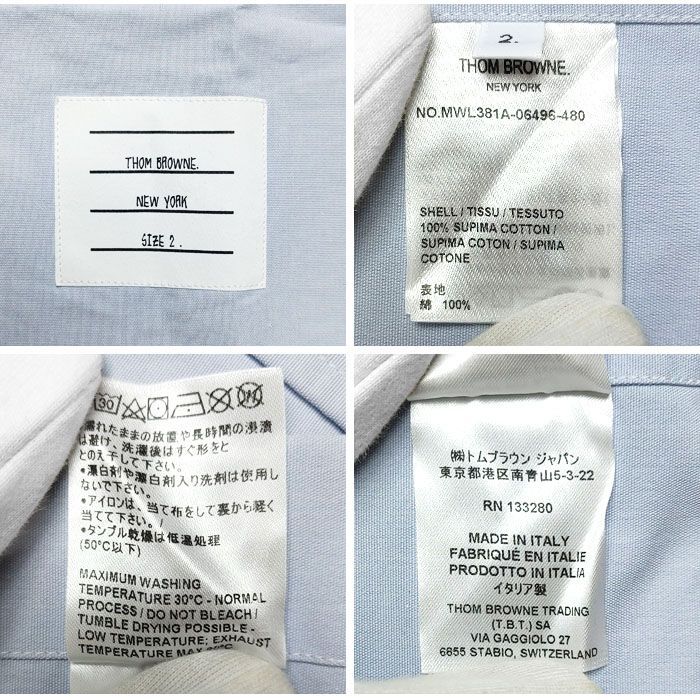 THOM BROWNE.
NEW YORK
SIZE 2.
2.
THOM BROWNE.
NEW YORK
NO.MWL381A-06496-480
SHELL / TISSU / TESSUTO
100% SUPIMA COTTON /
SUPIMA COTON / SUPIMA
COTONE
表地
綿 100%
30
濡れたままの放置や長時間の浸漬
は避け、洗濯後はすぐ形をと
とのえ干して下さい。
•漂白剤や漂白剤入り洗剤は使用し
ないで下さい。
•アイロンは、当て布をして裏から軽く
当てて下さい。/
•タンブル乾燥は低温処理
(50℃以下)
MAXIMUM WASHING
TEMPERATURE 30°C - NORMAL
PROCESS / DO NOT BLEACH /
TUMBLE DRYING POSSIBLE -
LOW TEMPERATURE; EXHAUST
TEMPERATURE MAX
(株)トムブラウン ジャパン
東京都港区南青山5-3-22
RN 133280
MADE IN ITALY
FABRIQUÉ EN ITALIE
PRODOTTO IN ITALIA
イタリア製
THOM BROWNE TRADING
(T.B.T.) SA
VIA GAGGIOLO 27
6855 STABIO, SWITZERLAND